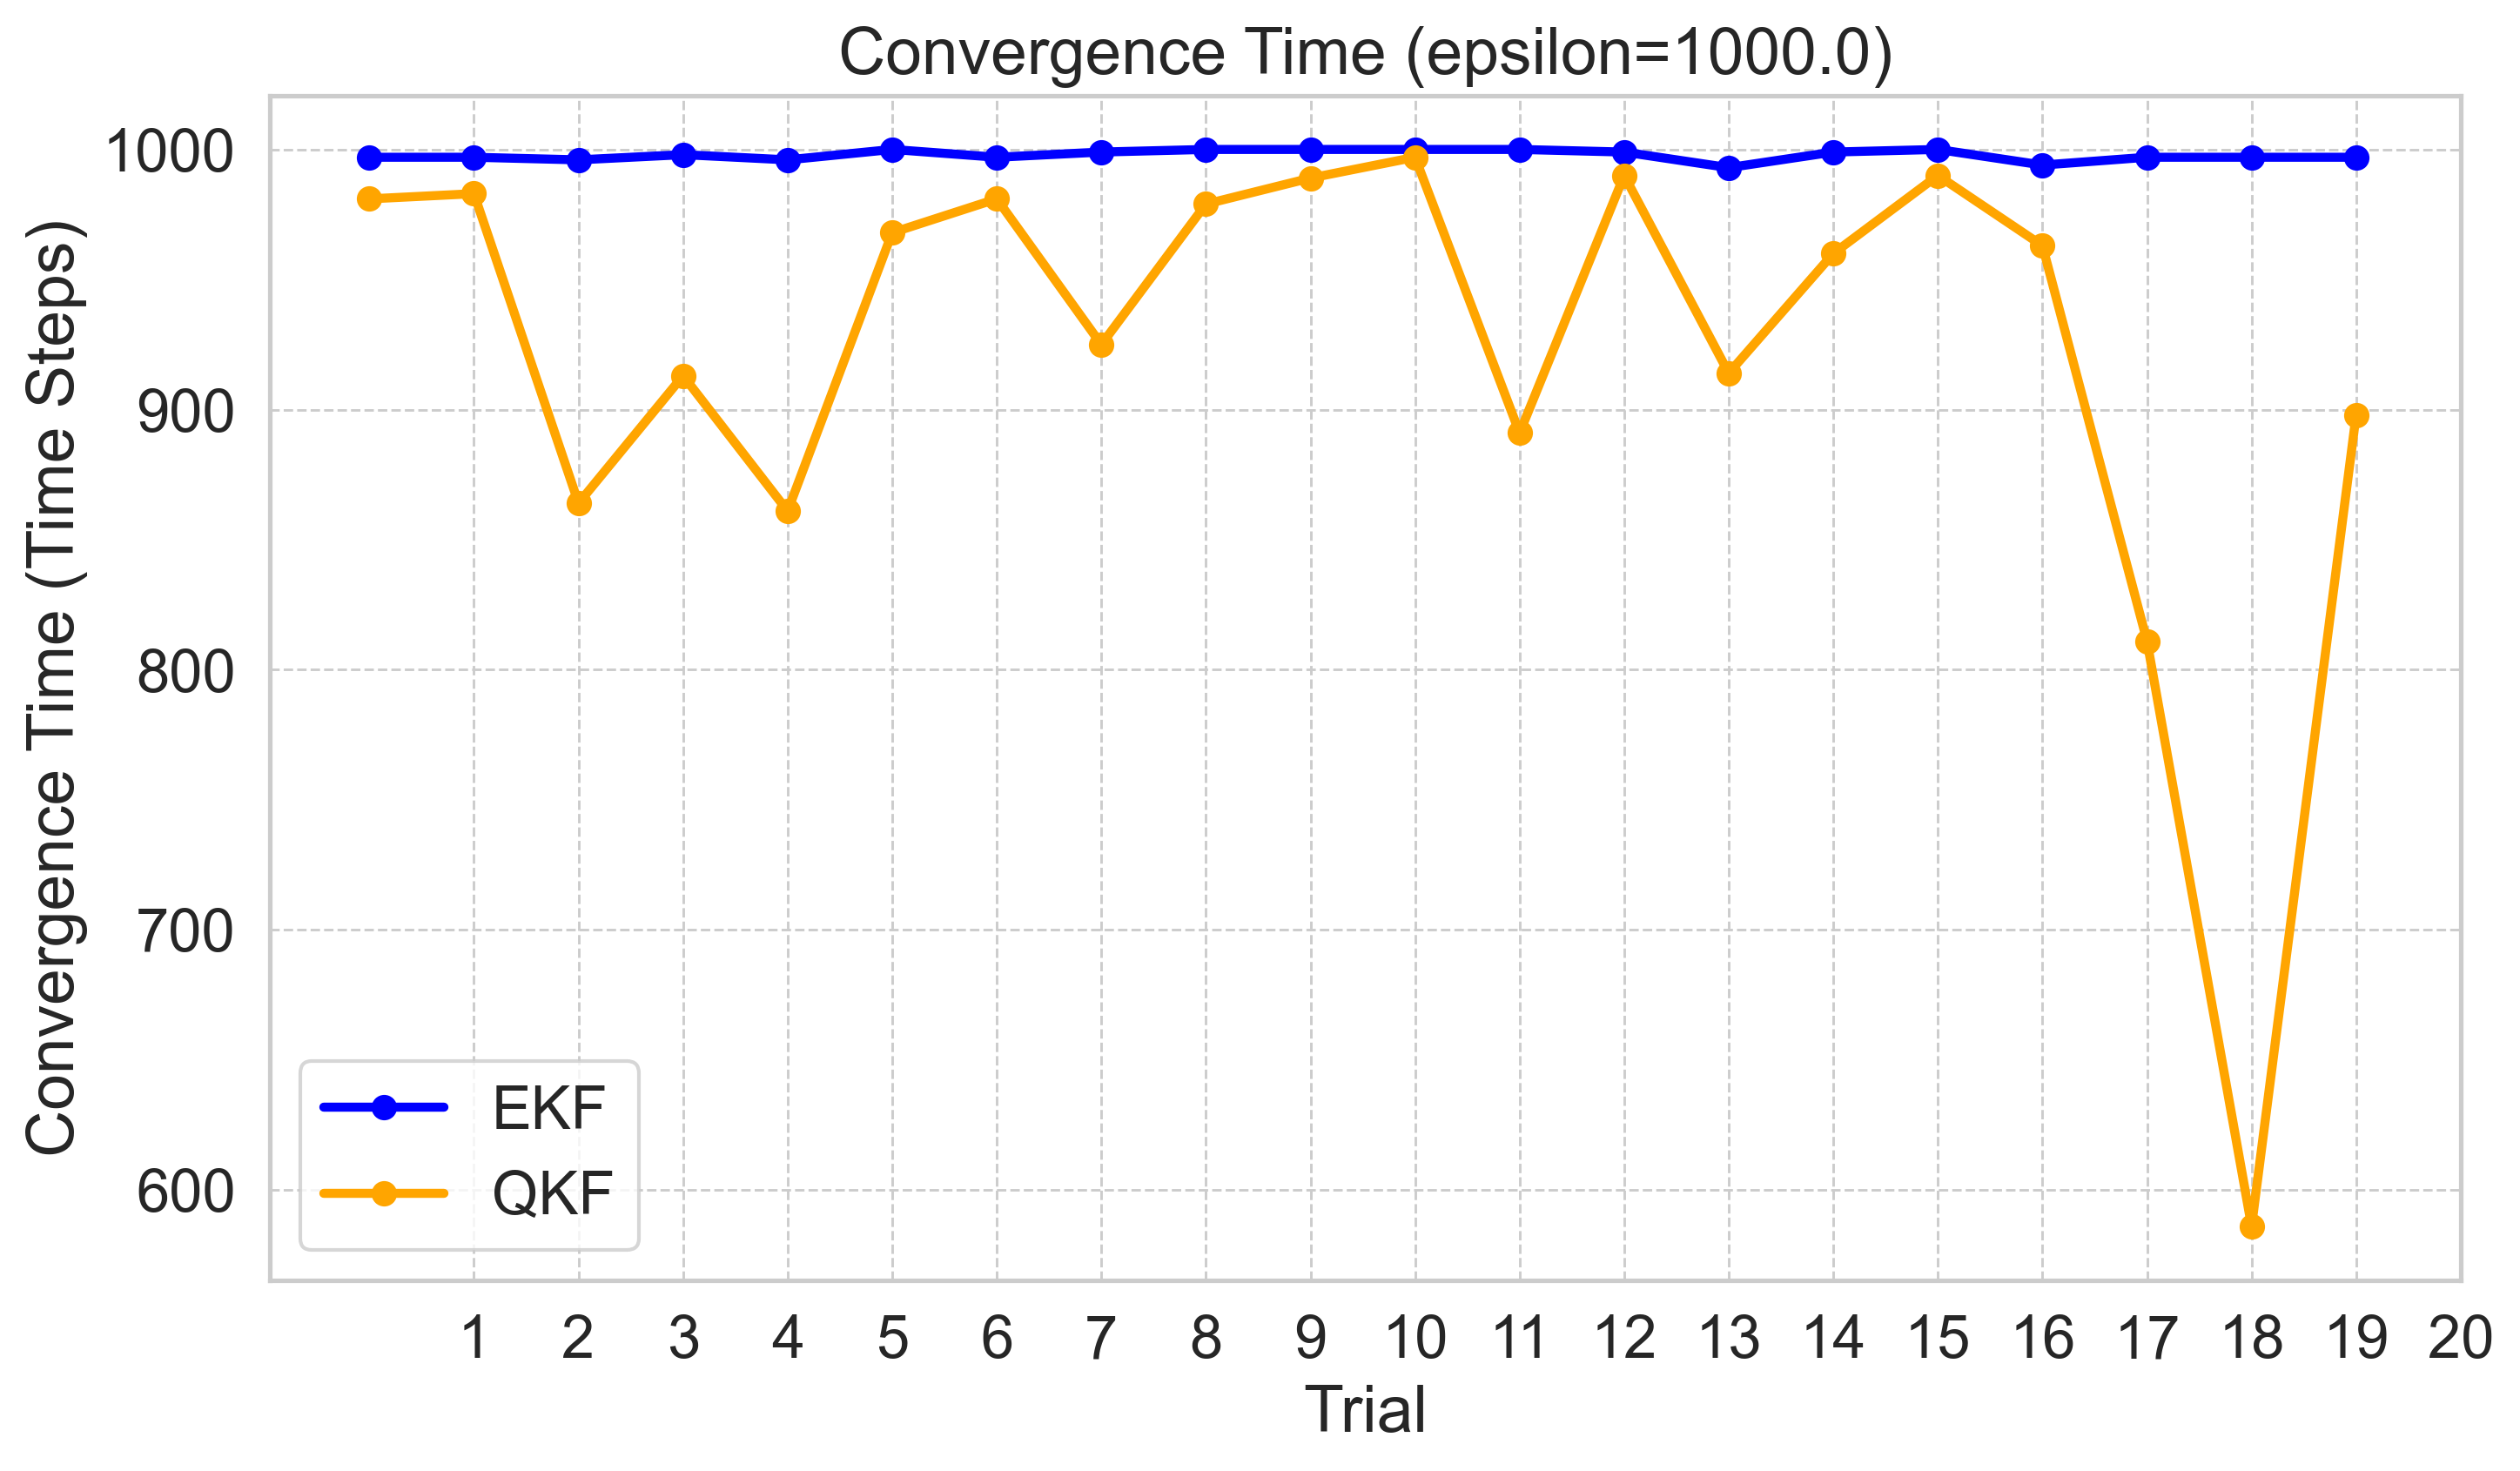 Convergence Time (epsilon=1000.0)
Convergence Time (Time Steps)
1000
900
800
700
600
EKF
QKF
1 2 3 4 5 6 7 8 9 10 11 12 13 14 15 16 17 18 19 20
Trial